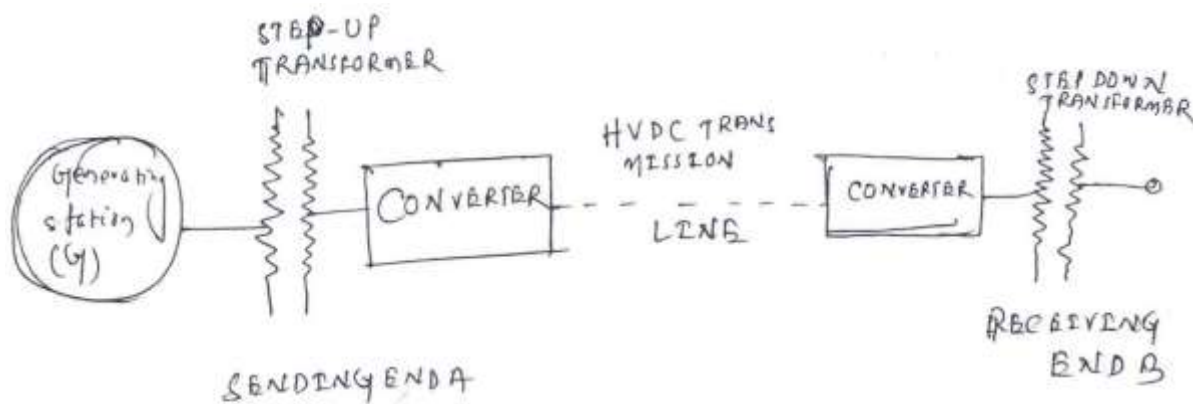 STEP-UP
TRANSFORMER
STEP DOWN
TRANSFORMER
HVDC TRANS
MISSION
LINE
Generating
station
(G)
CONVERTER
CONVERTER
SENDING END A
RECEIVING
END B